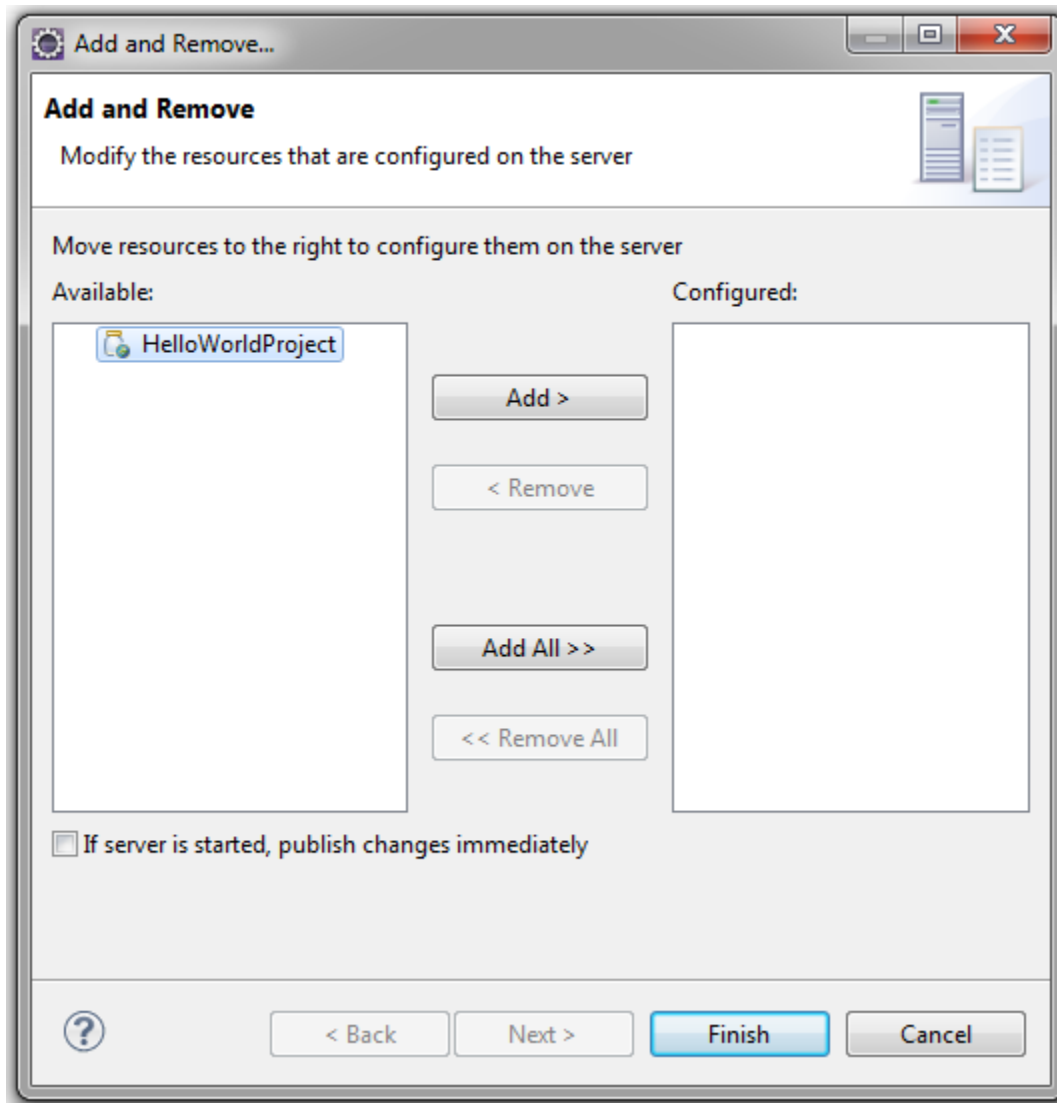 Add and Remove...
Add and Remove
Modify the resources that are configured on the server
Move resources to the right to configure them on the server
Available:
Configured:
HelloWorldProject
Add >
< Remove
Add All >>
<< Remove All
If server is started, publish changes immediately
?
< Back
Next >
Finish
Cancel